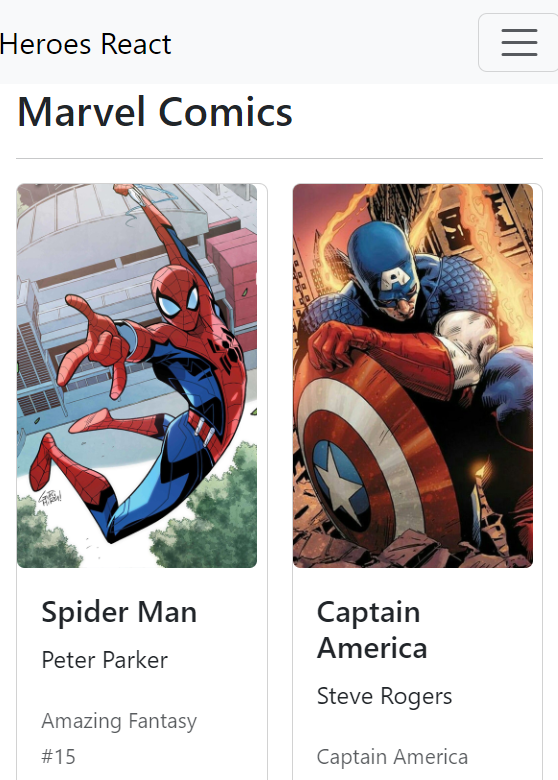 Heroes React
Marvel Comics
Spider Man
Peter Parker
Amazing Fantasy
#15
Captain
America
Steve Rogers
Captain America